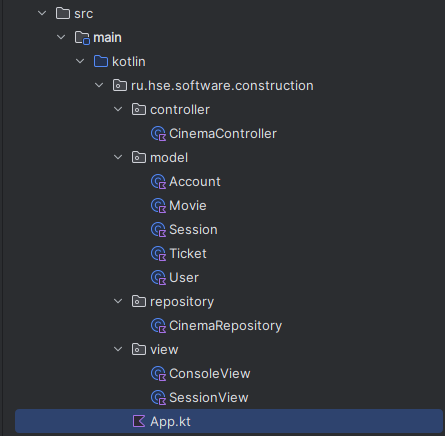 src
main
kotlin
ru.hse.software.construction
controller
CinemaController
model
Account
Movie
Session
Ticket
User
repository
CinemaRepository
view
ConsoleView
SessionView
App.kt